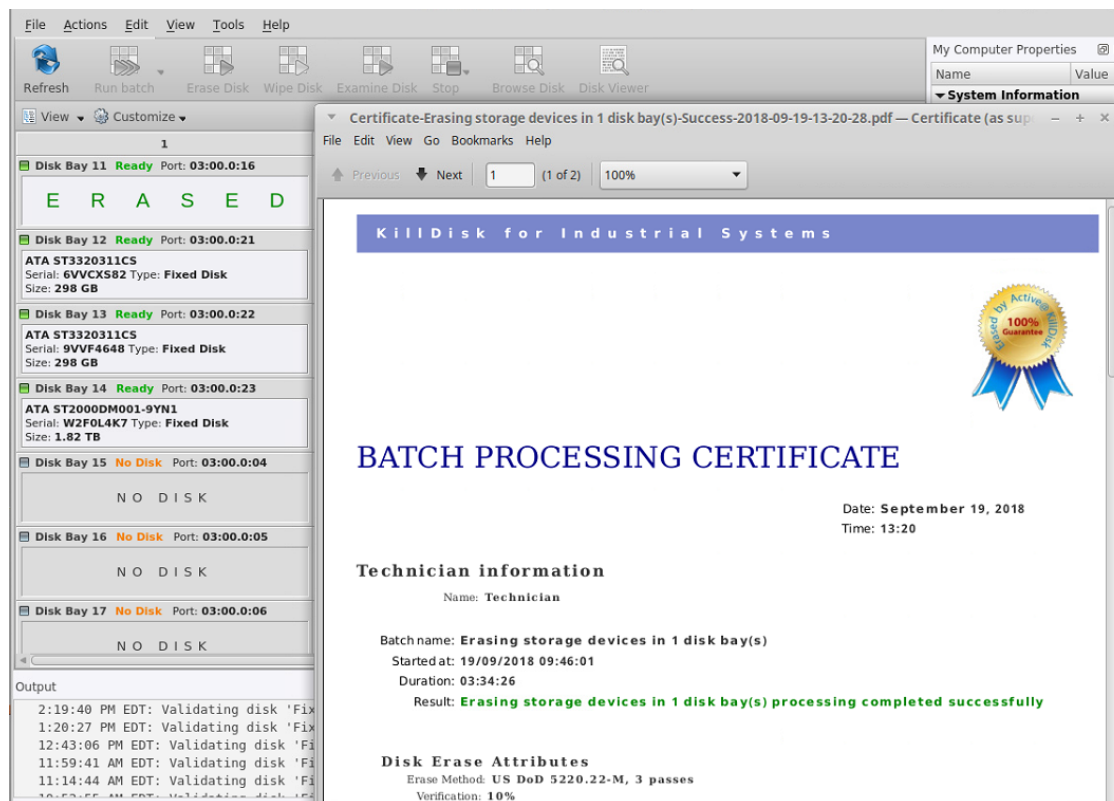 File Actions Edit View Tools Help
Refresh Run batch Erase Disk Wipe Disk Examine Disk Stop Browse Disk Disk Viewer
My Computer Properties
Name Value
System Information
View Customize
1
Disk Bay 11 Ready Port: 03:00.0:16
E R A S E D
Disk Bay 12 Ready Port: 03:00.0:21
ATA ST3320311CS
Serial: 6VVCXS82 Type: Fixed Disk
Size: 298 GB
Disk Bay 13 Ready Port: 03:00.0:22
ATA ST3320311CS
Serial: 9VVF4648 Type: Fixed Disk
Size: 298 GB
Disk Bay 14 Ready Port: 03:00.0:23
ATA ST2000DM001-9YN1
Serial: W2F0L4K7 Type: Fixed Disk
Size: 1.82 TB
Disk Bay 15 No Disk Port: 03:00.0:04
NO DISK
Disk Bay 16 No Disk Port: 03:00.0:05
NO DISK
Disk Bay 17 No Disk Port: 03:00.0:06
NO DISK
Output
2:19:40 PM EDT: Validating disk 'Fix
1:20:27 PM EDT: Validating disk 'Fix
12:43:06 PM EDT: Validating disk 'Fi
11:59:41 AM EDT: Validating disk 'Fi
11:14:44 AM EDT: Validating disk 'Fi
Certificate-Erasing storage devices in 1 disk bay(s)-Success-2018-09-19-13-20-28.pdf — Certificate (as sup
File Edit View Go Bookmarks Help
Previous Next 1 (1 of 2) 100%
KillDisk for Industrial Systems
Erased by Active@ KillDisk
100%
Guarantee
BATCH PROCESSING CERTIFICATE
Date: September 19, 2018
Time: 13:20
Technician information
Name: Technician
Batch name: Erasing storage devices in 1 disk bay(s)
Started at: 19/09/2018 09:46:01
Duration: 03:34:26
Result: Erasing storage devices in 1 disk bay(s) processing completed successfully
Disk Erase Attributes
Erase Method: US DoD 5220.22-M, 3 passes
Verification: 10%